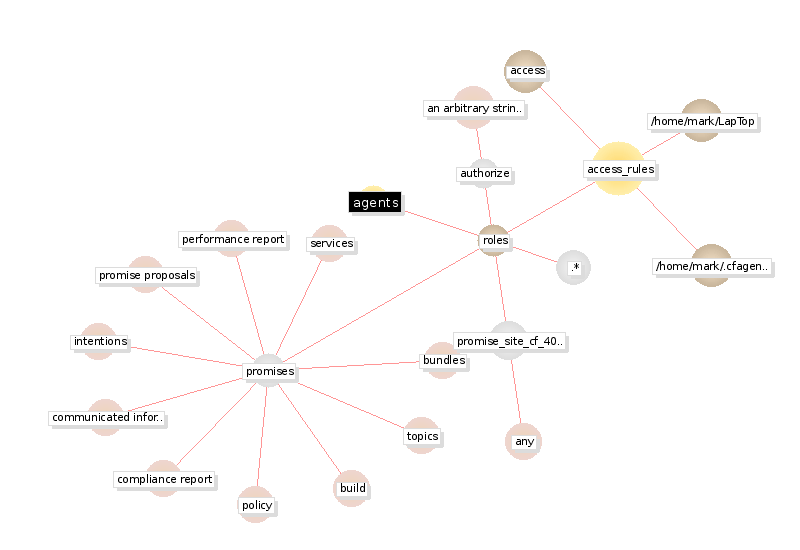 access
an arbitrary strin..
/home/mark/LapTop
access_rules
authorize
agents
performance report
services
roles
promise proposals
.*
/home/mark/.cfagen..
intentions
promise_site_cf_40..
bundles
promises
communicated infor..
topics
any
compliance report
build
policy